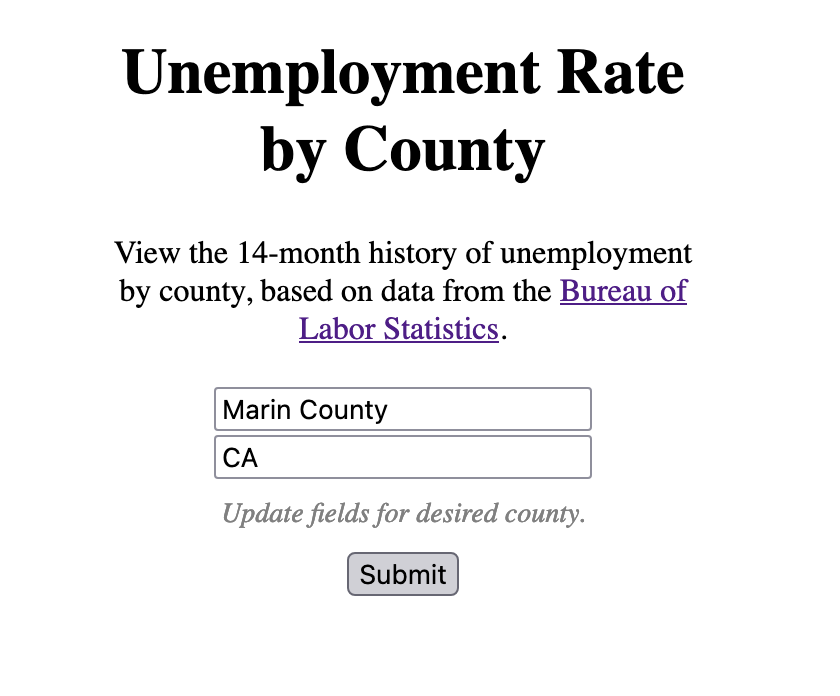 Unemployment Rate
by County
View the 14-month history of unemployment
by county, based on data from the Bureau of
Labor Statistics.
Marin County
CA
Update fields for desired county.
Submit